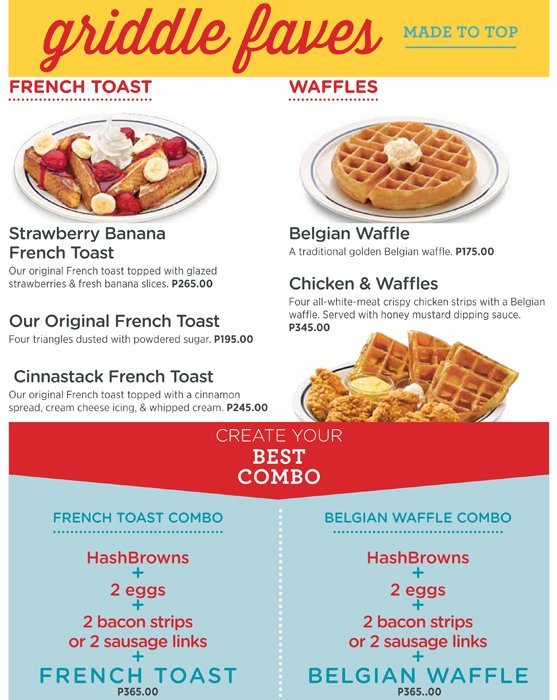 griddle faves
MADE TO TOP
FRENCH TOAST
Strawberry Banana
French Toast
Our original French toast topped with glazed
strawberries & fresh banana slices. P265.00
Our Original French Toast
Four triangles dusted with powdered sugar. P195.00
Cinnastack French Toast
Our original French toast topped with a cinnamon
spread, cream cheese icing, & whipped cream. P245.00
WAFFLES
Belgian Waffle
A traditional golden Belgian waffle. P175.00
Chicken & Waffles
Four all-white-meat crispy chicken strips with a Belgian
waffle. Served with honey mustard dipping sauce.
P345.00
CREATE YOUR
BEST
COMBO
FRENCH TOAST COMBO
HashBrowns
+
2 eggs
+
2 bacon strips
or 2 sausage links
+
FRENCH TOAST
P365.00
BELGIAN WAFFLE COMBO
HashBrowns
+
2 eggs
+
2 bacon strips
or 2 sausage links
+
BELGIAN WAFFLE
P365..00